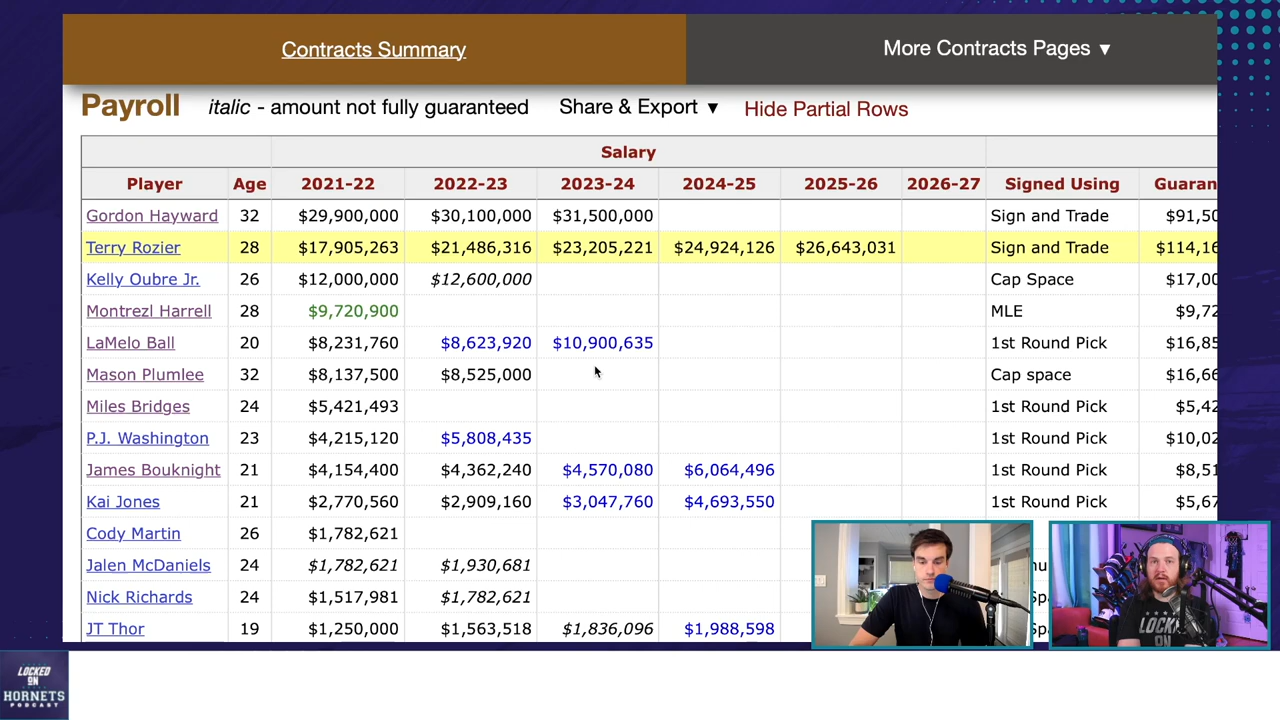 Contracts Summary More Contracts Pages ▼
Payroll italic - amount not fully guaranteed Share & Export ▼ Hide Partial Rows
Salary
Player Age 2021-22 2022-23 2023-24 2024-25 2025-26 2026-27 Signed Using Guaran
Gordon Hayward 32 $29,900,000 $30,100,000 $31,500,000 Sign and Trade $91,50
Terry Rozier 28 $17,905,263 $21,486,316 $23,205,221 $24,924,126 $26,643,031 Sign and Trade $114,16
Kelly Oubre Jr. 26 $12,000,000 $12,600,000 Cap Space $17,00
Montrezl Harrell 28 $9,720,900 MLE $9,72
LaMelo Ball 20 $8,231,760 $8,623,920 $10,900,635 1st Round Pick $16,85
Mason Plumlee 32 $8,137,500 $8,525,000 Cap space $16,66
Miles Bridges 24 $5,421,493 1st Round Pick $5,42
P.J. Washington 23 $4,215,120 $5,808,435 1st Round Pick $10,02
James Bouknight 21 $4,154,400 $4,362,240 $4,570,080 $6,064,496 1st Round Pick $8,51
Kai Jones 21 $2,770,560 $2,909,160 $3,047,760 $4,693,550 1st Round Pick $5,67
Cody Martin 26 $1,782,621
Jalen McDaniels 24 $1,782,621 $1,930,681
Nick Richards 24 $1,517,981 $1,782,621
JT Thor 19 $1,250,000 $1,563,518 $1,836,096 $1,988,598
LOCKED
ON
HORNETS
PODCAST